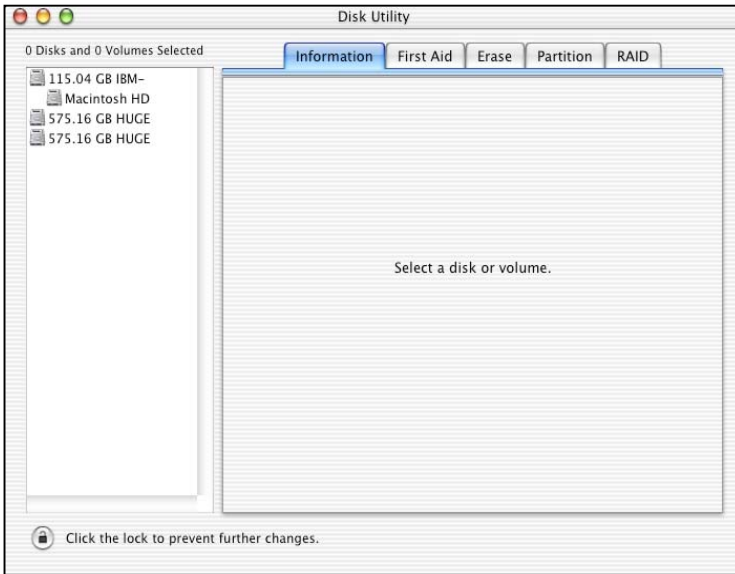 Disk Utility
0 Disks and 0 Volumes Selected
Information First Aid Erase Partition RAID
115.04 GB IBM-
Macintosh HD
575.16 GB HUGE
575.16 GB HUGE
Select a disk or volume.
Click the lock to prevent further changes.